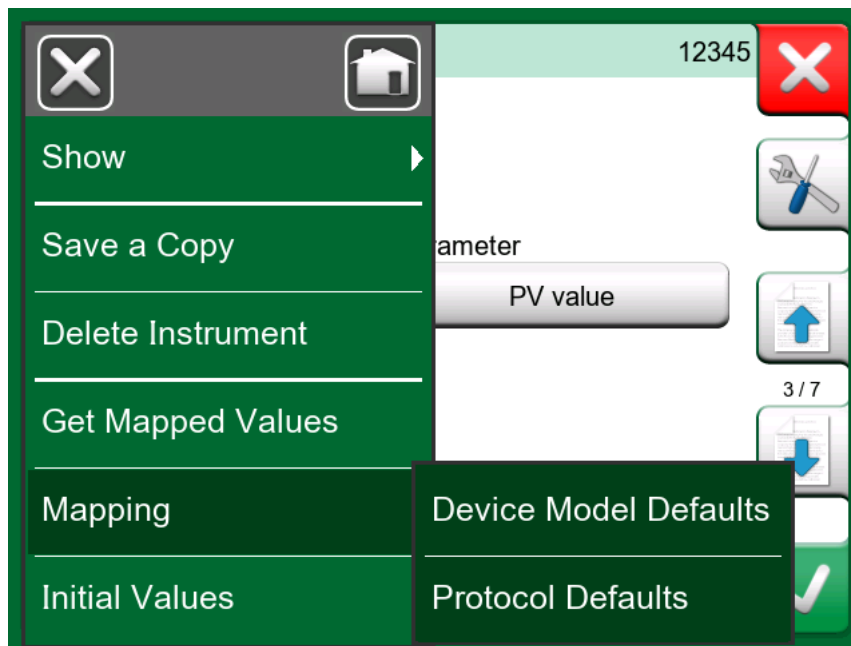 12345
Show
Save a Copy
ameter
PV value
Delete Instrument
3 / 7
Get Mapped Values
Mapping
Device Model Defaults
Initial Values
Protocol Defaults